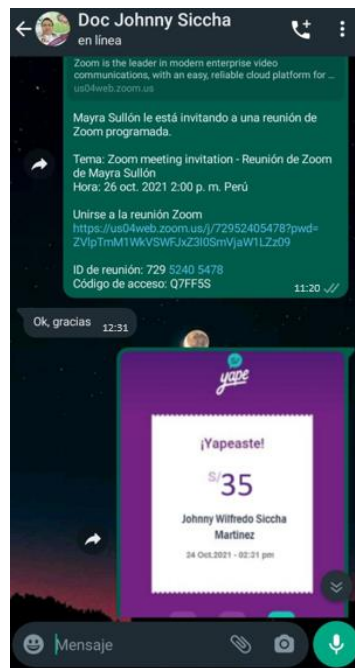 Doc Johnny Siccha
en línea
Zoom is the leader in modern enterprise video
communications, with an easy, reliable cloud platform for ...
us04web.zoom.us
Mayra Sullón le está invitando a una reunión de
Zoom programada.
Tema: Zoom meeting invitation - Reunión de Zoom
de Mayra Sullón
Hora: 26 oct. 2021 2:00 p. m. Perú
Unirse a la reunión Zoom
https://us04web.zoom.us/j/72952405478?pwd=
ZVlpTmM1WkVSWFJxZ3I0SmVjaW1LZz09
ID de reunión: 729 5240 5478
Código de acceso: Q7FF5S
11:20
Ok, gracias 12:31
yape
¡Yapeaste!
S/35
Johnny Wilfredo Siccha
Martinez
24 Oct.2021 - 02:31 pm
Mensaje